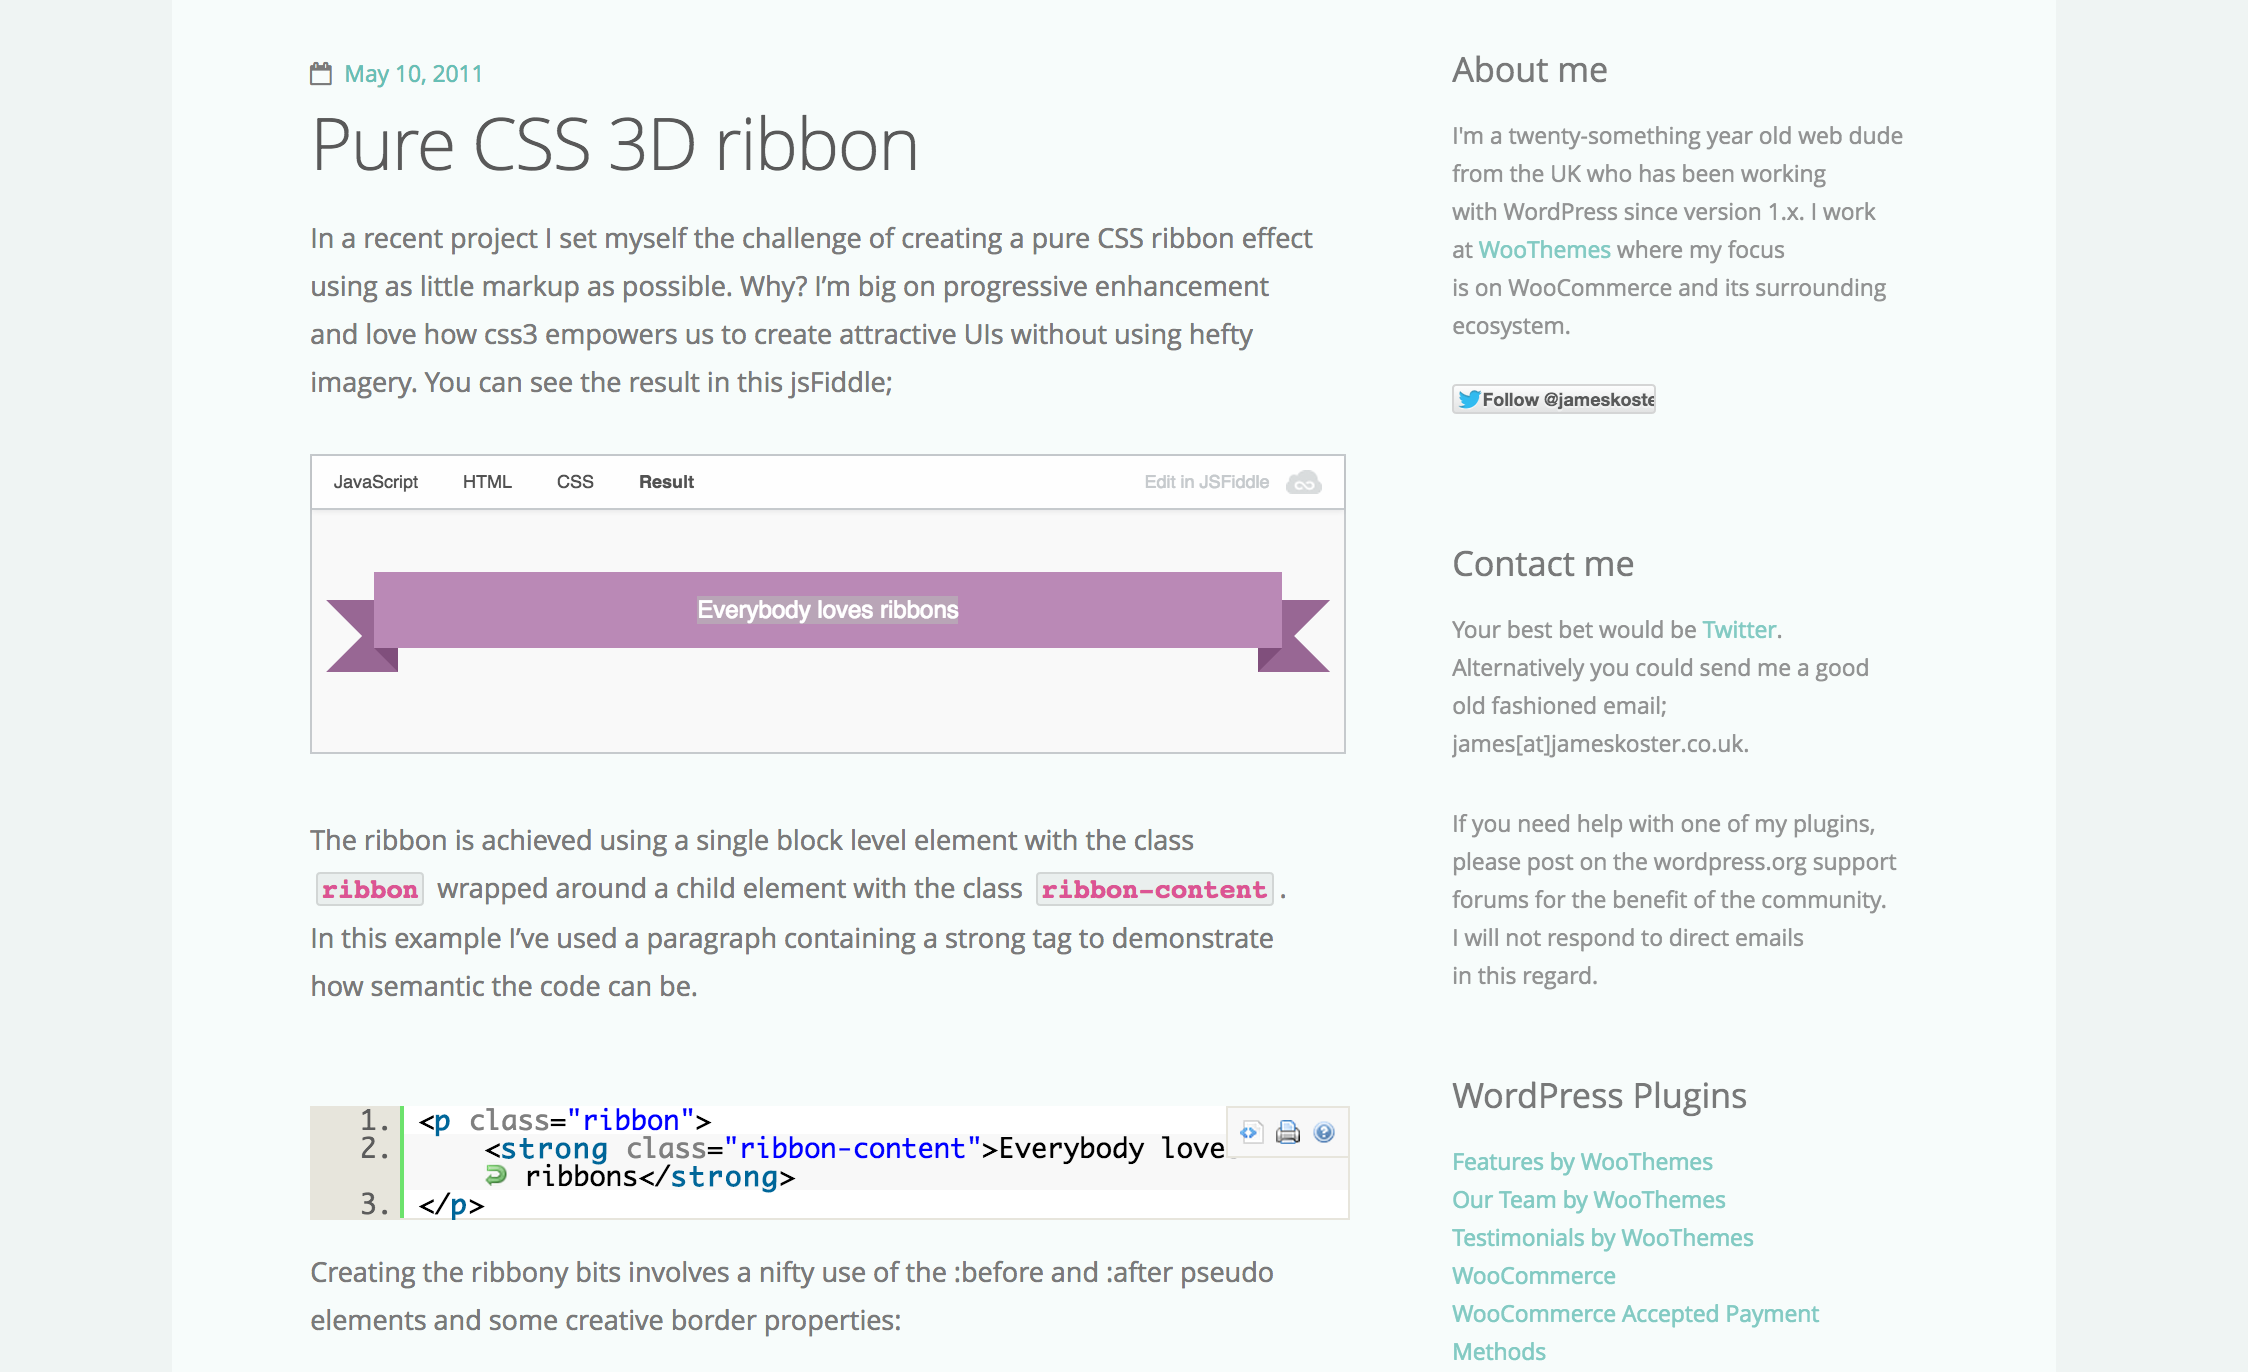 May 10, 2011
Pure CSS 3D ribbon
In a recent project I set myself the challenge of creating a pure CSS ribbon effect
using as little markup as possible. Why? I’m big on progressive enhancement
and love how css3 empowers us to create attractive UIs without using hefty
imagery. You can see the result in this jsFiddle;
JavaScript HTML CSS Result Edit in JSFiddle
Everybody loves ribbons
The ribbon is achieved using a single block level element with the class
ribbon wrapped around a child element with the class ribbon-content.
In this example I’ve used a paragraph containing a strong tag to demonstrate
how semantic the code can be.
1. <p class="ribbon">
2. <strong class="ribbon-content">Everybody love
ribbons</strong>
3. </p>
Creating the ribbony bits involves a nifty use of the :before and :after pseudo
elements and some creative border properties:
About me
I'm a twenty-something year old web dude
from the UK who has been working
with WordPress since version 1.x. I work
at WooThemes where my focus
is on WooCommerce and its surrounding
ecosystem.
Follow @jameskoste
Contact me
Your best bet would be Twitter.
Alternatively you could send me a good
old fashioned email;
james[at]jameskoster.co.uk.
If you need help with one of my plugins,
please post on the wordpress.org support
forums for the benefit of the community.
I will not respond to direct emails
in this regard.
WordPress Plugins
Features by WooThemes
Our Team by WooThemes
Testimonials by WooThemes
WooCommerce
WooCommerce Accepted Payment
Methods